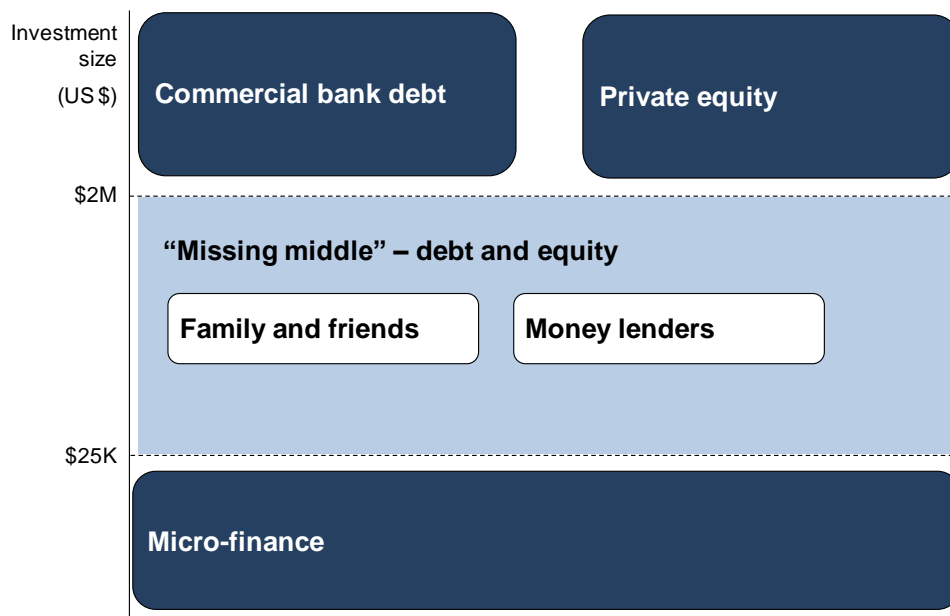 Investment
size
(US $)
Commercial bank debt
Private equity
$2M
“Missing middle” – debt and equity
Family and friends
Money lenders
$25K
Micro-finance